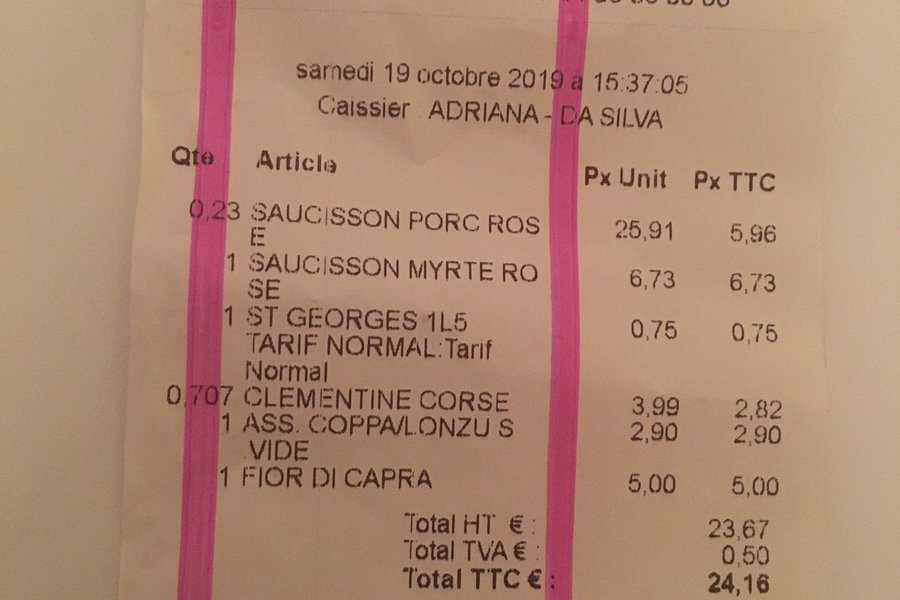 samedi 19 octobre 2019 a 15:37:05
Caissier : ADRIANA - DA SILVA
Qte Article Px Unit Px TTC
0,23 SAUCISSON PORC ROS 25,91 5,96
E
1 SAUCISSON MYRTE RO 6,73 6,73
SE
1 ST GEORGES 1L5 0,75 0,75
TARIF NORMAL:Tarif
Normal
0,707 CLEMENTINE CORSE 3,99 2,82
1 ASS. COPPA/LONZU S 2,90 2,90
.VIDE
1 FIOR DI CAPRA 5,00 5,00
Total HT € : 23,67
Total TVA € : 0,50
Total TTC € : 24,16